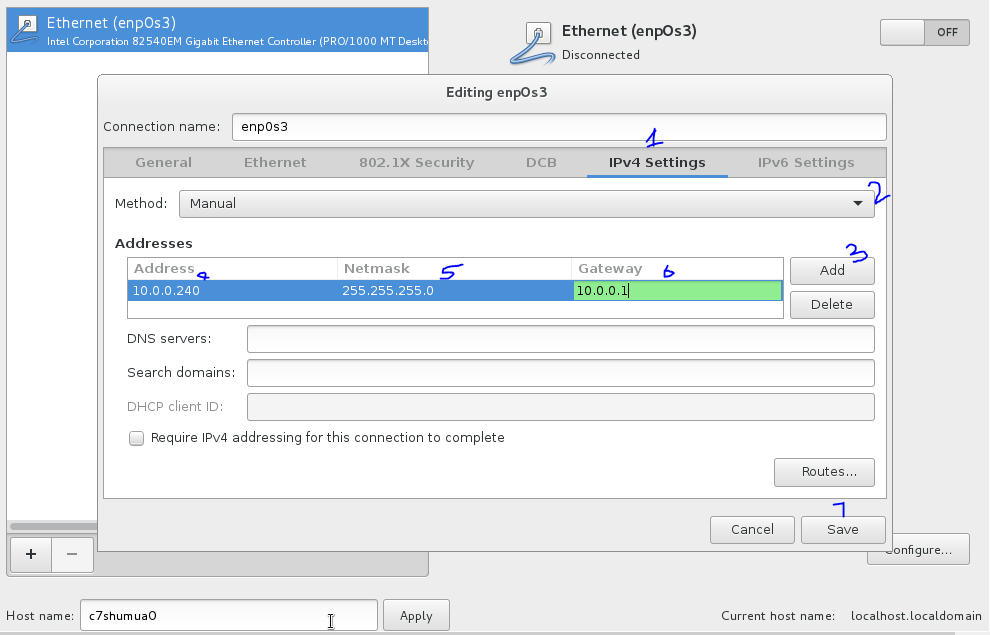 Ethernet (enp0s3)
Intel Corporation 82540EM Gigabit Ethernet Controller (PRO/1000 MT Deskto
Ethernet (enp0s3)
Disconnected
OFF
Editing enp0s3
Connection name: enp0s3
1
General Ethernet 802.1X Security DCB IPv4 Settings IPv6 Settings
Method: Manual 2
Addresses
3
Address 4 Netmask 5 Gateway 6 Add
10.0.0.240 255.255.255.0 10.0.0.1
Delete
DNS servers:
Search domains:
DHCP client ID:
Require IPv4 addressing for this connection to complete
Routes...
7
Cancel Save
+ −
Configure...
Host name: c7shumua0 Apply Current host name: localhost.localdomain